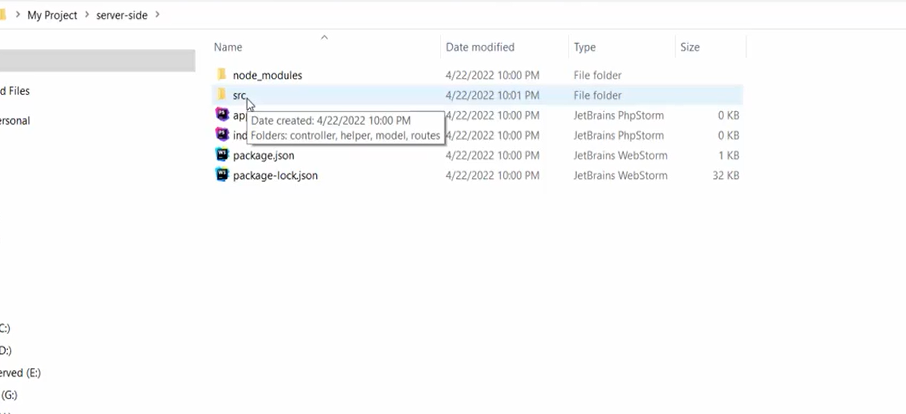 My Project > server-side >
Name Date modified Type Size
node_modules 4/22/2022 10:00 PM File folder
d Files
src 4/22/2022 10:01 PM File folder
ap 4/22/2022 10:00 PM JetBrains PhpStorm 0 KB
ersonal
Date created: 4/22/2022 10:00 PM
ind 4/22/2022 10:00 PM JetBrains PhpStorm 0 KB
Folders: controller, helper, model, routes
package.json 4/22/2022 10:00 PM JetBrains WebStorm 1 KB
package-lock.json 4/22/2022 10:00 PM JetBrains WebStorm 32 KB
C:)
D:)
erved (E:)
(G:)